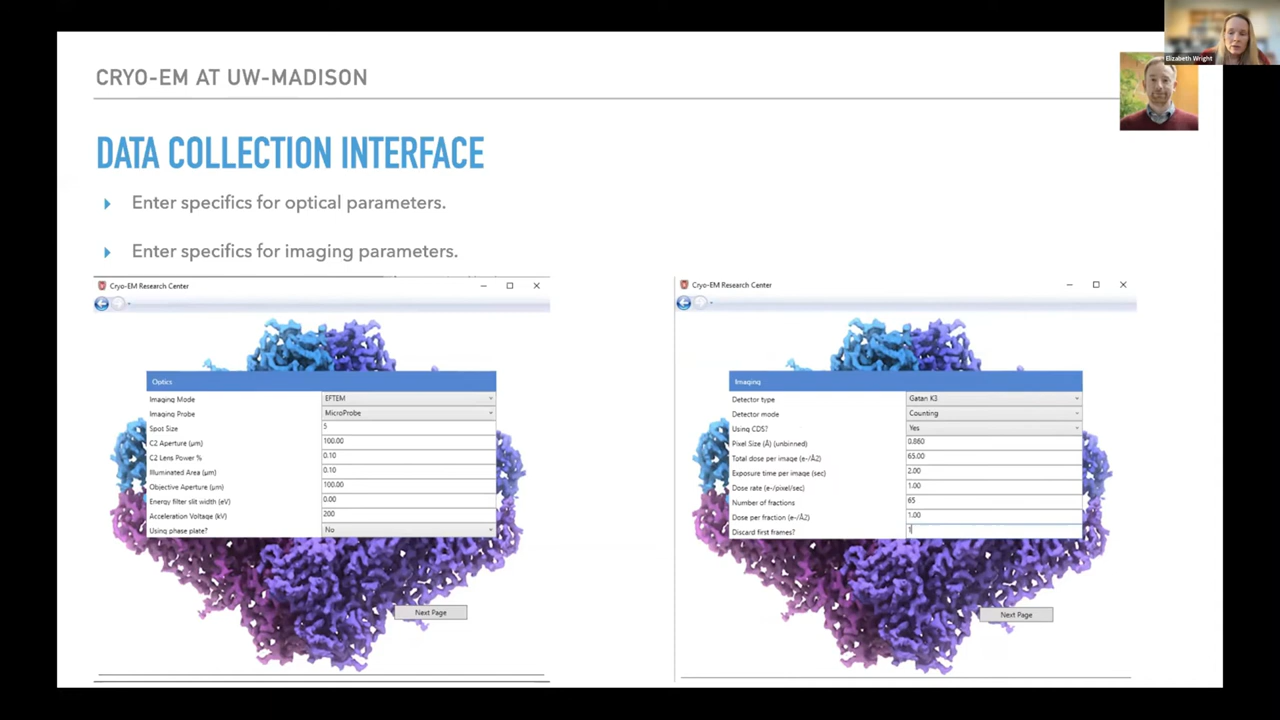 Elizabeth Wright
CRYO-EM AT UW-MADISON
DATA COLLECTION INTERFACE
Enter specifics for optical parameters.
Enter specifics for imaging parameters.
Cryo-EM Research Center
Optics
Imaging Mode EFTEM
Imaging Probe MicroProbe
Spot Size 5
C2 Aperture (µm) 100.00
C2 Lens Power % 0.10
Illuminated Area (µm) 0.10
Objective Aperture (µm) 100.00
Energy filter slit width (eV) 0.00
Acceleration Voltage (kV) 200
Using phase plate? No
Next Page
Cryo-EM Research Center
Imaging
Detector type Gatan K3
Detector mode Counting
Using CDS? Yes
Pixel Size (Å) (unbinned) 0.860
Total dose per image (e-/Å2) 65.00
Exposure time per image (sec) 2.00
Dose rate (e-/pixel/sec) 1.00
Number of fractions 65
Dose per fraction (e-/Å2) 1.00
Discard first frames? 1
Next Page